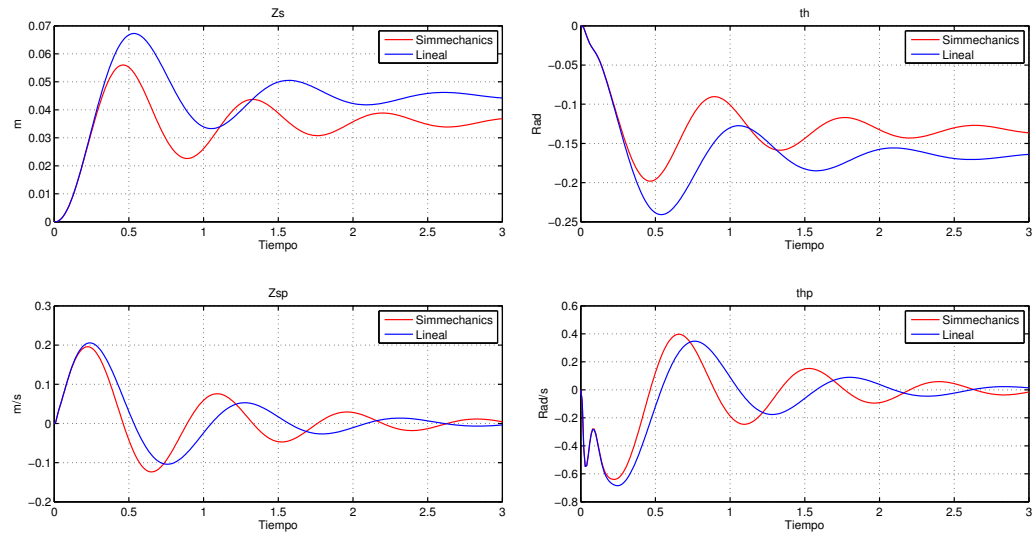 Zs
0.07
0.06
0.05
0.04
0.03
0.02
0.01
0
m
0
0.5
1
1.5
2
2.5
3
Tiempo
Simmechanics
Lineal
th
0
−0.05
−0.1
−0.15
−0.2
−0.25
Rad
0
0.5
1
1.5
2
2.5
3
Tiempo
Simmechanics
Lineal
Zsp
0.3
0.2
0.1
0
−0.1
−0.2
m/s
0
0.5
1
1.5
2
2.5
3
Tiempo
Simmechanics
Lineal
thp
0.6
0.4
0.2
0
−0.2
−0.4
−0.6
−0.8
Rad/s
0
0.5
1
1.5
2
2.5
3
Tiempo
Simmechanics
Lineal